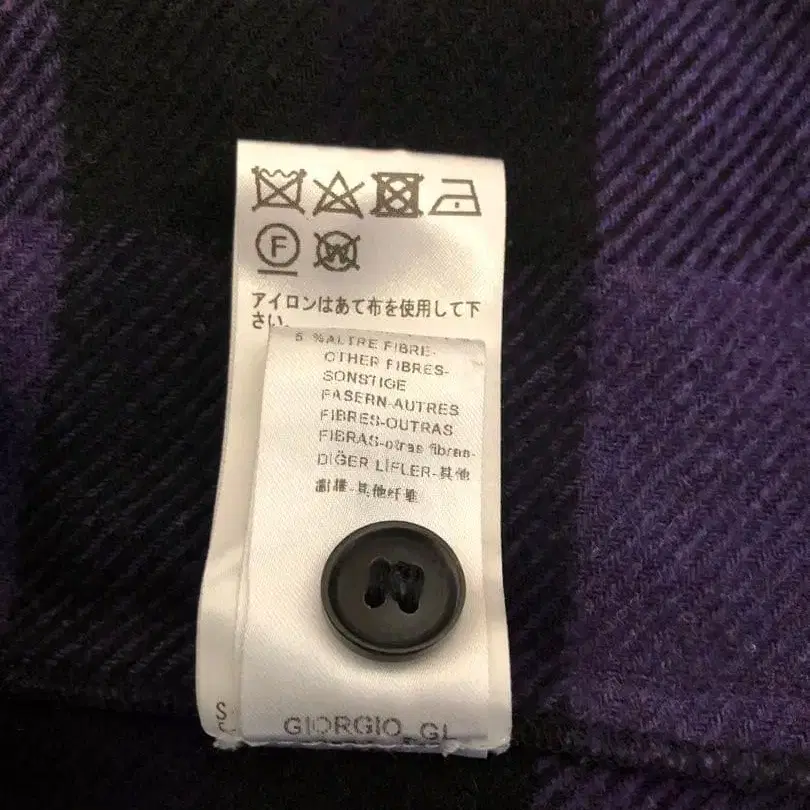 F
W
アイロンはあて布を使用して下
さい。
5 %ALTRE FIBRE-
OTHER FIBRES-
SONSTIGE
FASERN-AUTRES
FIBRES-OUTRAS
FIBRAS-otras fibras-
DİĞER LİFLER-其他
纖維-其他纤维
S
GIORGIO_GL